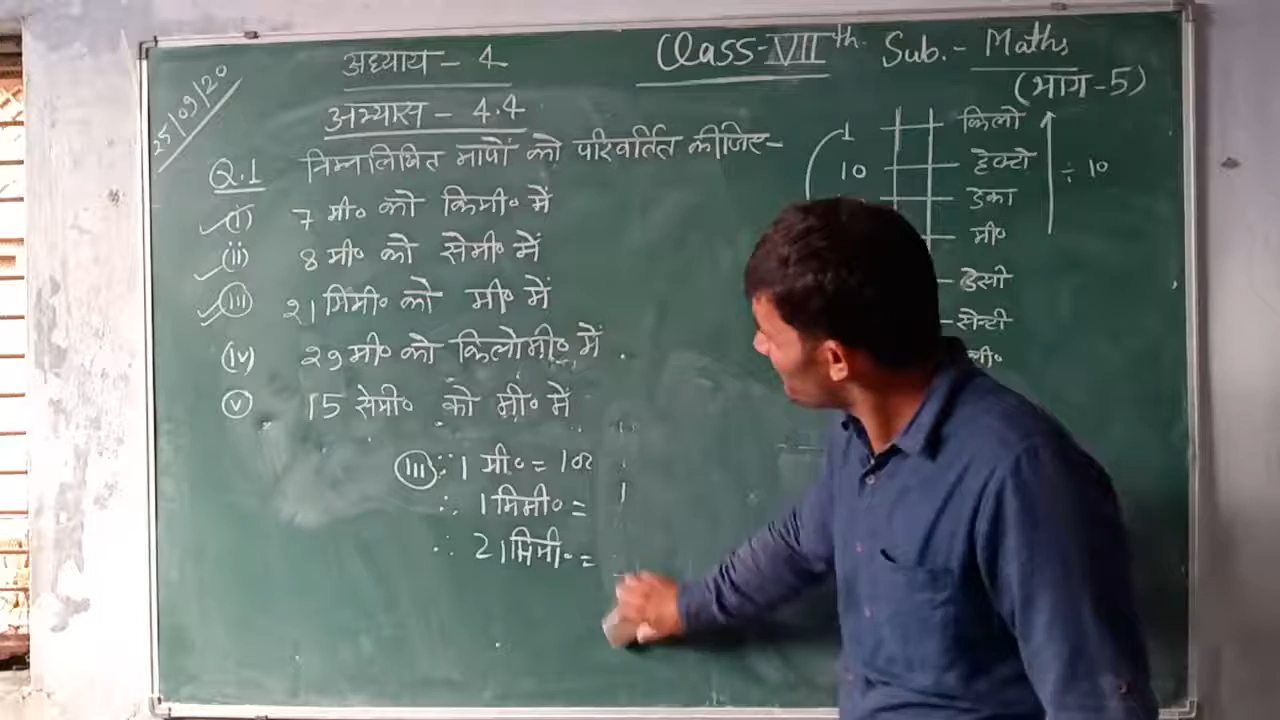 25/09/20
अध्याय - 4
Class-VIIth. Sub.- Maths
(भाग-5)
अभ्यास - 4.4
Q.1 निम्नलिखित मापों को परिवर्तित कीजिए-
(i) 7 मी० को किमी० में
(ii) 8 मी० को सेमी० में
(iii) 21 मिमी० को मी० में
(iv) 29 मी० को किलोमी० में
(v) 15 सेमी० को मी० में
(iii) ∵ 1 मी० = 10
∴ 1 मिमी० = 1
∴ 21 मिमी० =
1 किलो
10 हेक्टो ÷ 10
डेका
मी०
डेसी
सेन्टी